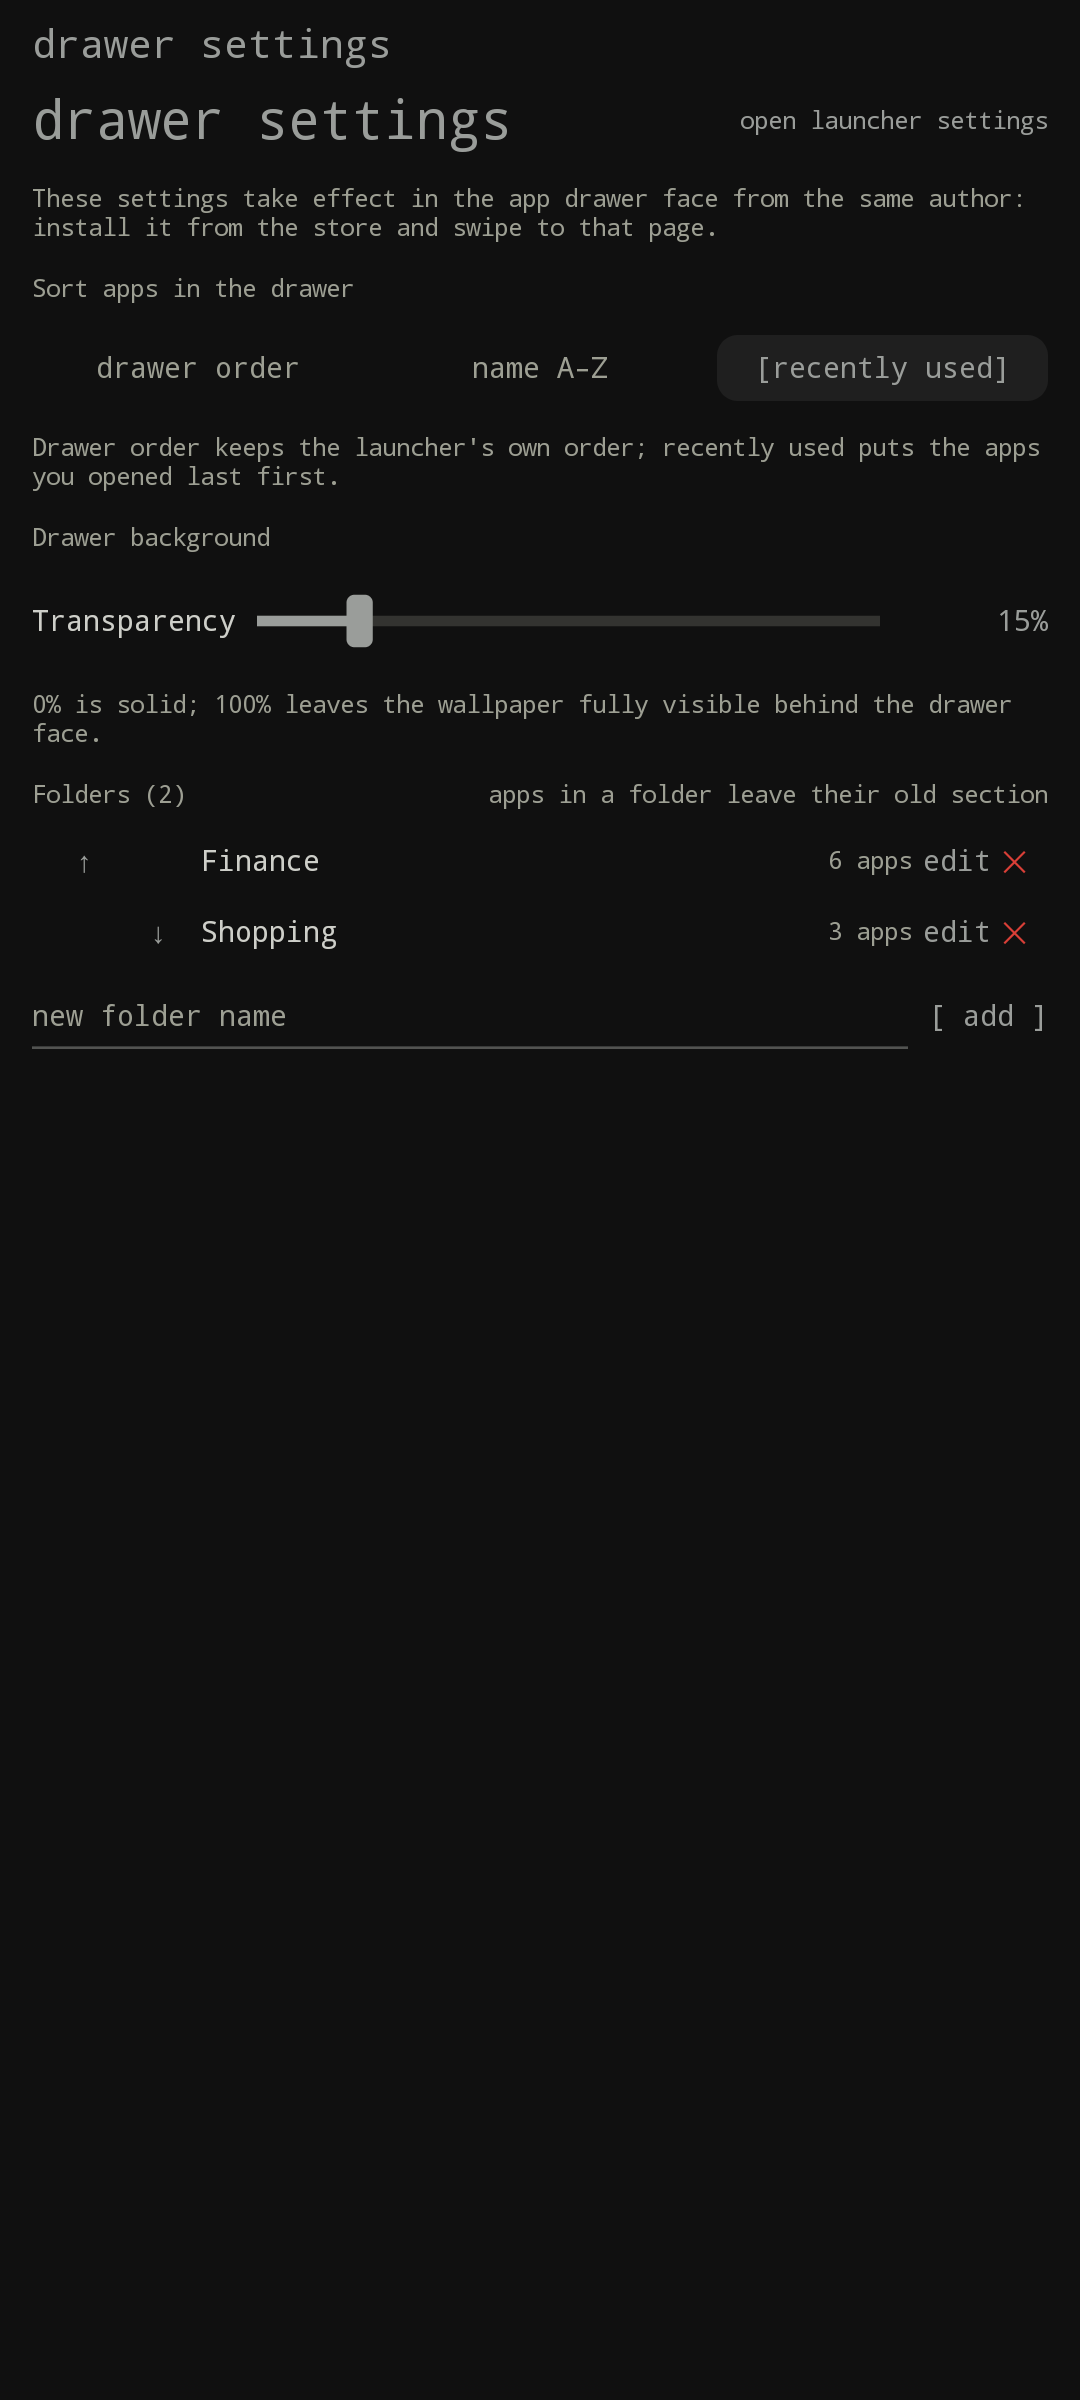 drawer settings
drawer settings open launcher settings
These settings take effect in the app drawer face from the same author:
install it from the store and swipe to that page.
Sort apps in the drawer
drawer order name A–Z [recently used]
Drawer order keeps the launcher's own order; recently used puts the apps
you opened last first.
Drawer background
Transparency 15%
0% is solid; 100% leaves the wallpaper fully visible behind the drawer
face.
Folders (2) apps in a folder leave their old section
↑ Finance 6 apps edit ✕
↓ Shopping 3 apps edit ✕
new folder name [ add ]